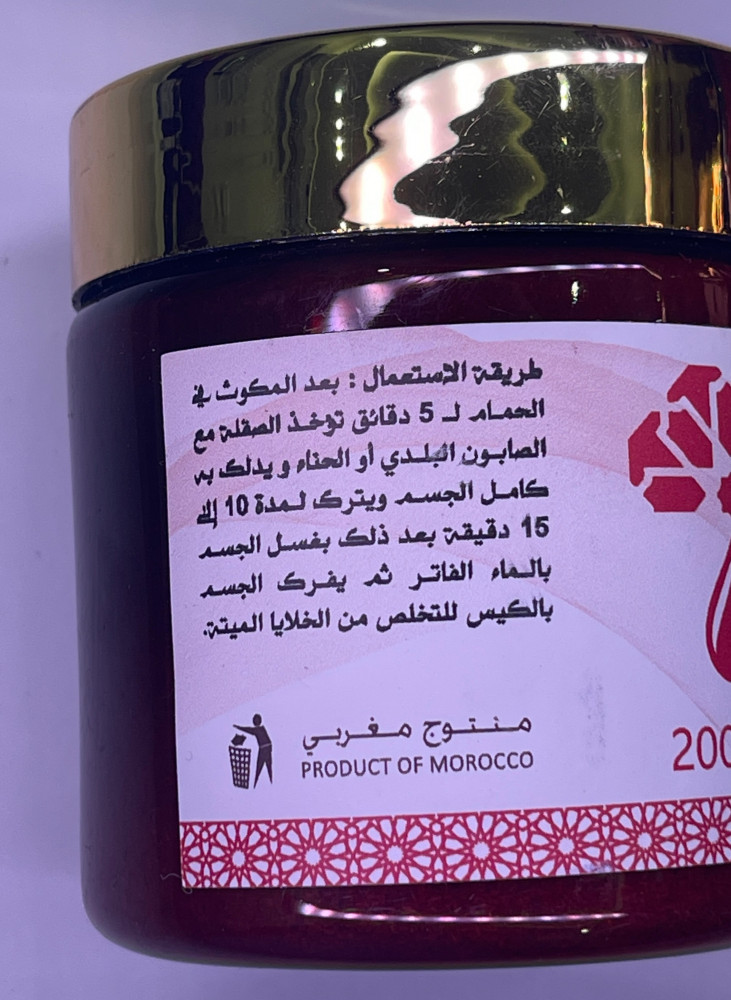 طريقة الاستعمال : بعد المكوث في
الحمام لـ 5 دقائق توخذ الصقلة مع
الصابون البلدي أو الحناء و يدلك به
كامل الجسم ويترك لمدة 10 إلى
15 دقيقة بعد ذلك بغسل الجسم
بالماء الفاتر ثم يفرك الجسم
بالكيس للتخلص من الخلايا الميتة.
منتوج مغربي
PRODUCT OF MOROCCO
200